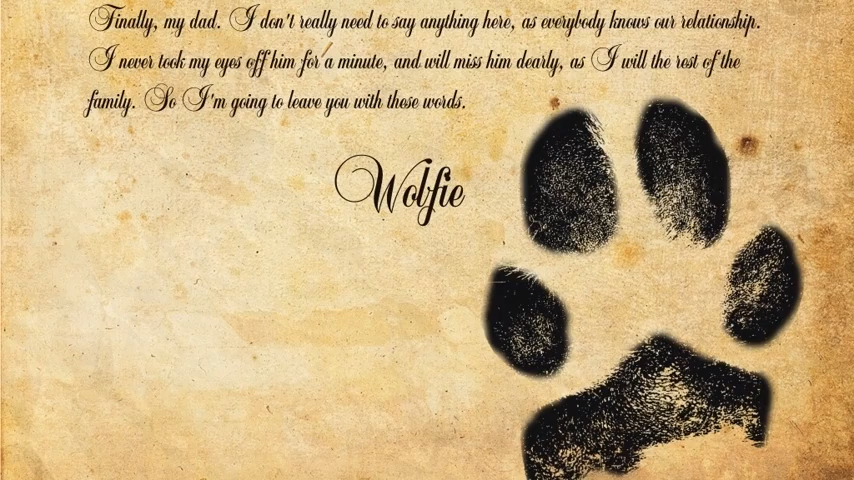 Finally, my dad. I don't really need to say anything here, as everybody knows our relationship.
I never took my eyes off him for a minute, and will miss him dearly, as I will the rest of the
family. So I'm going to leave you with these words.
Wolfie